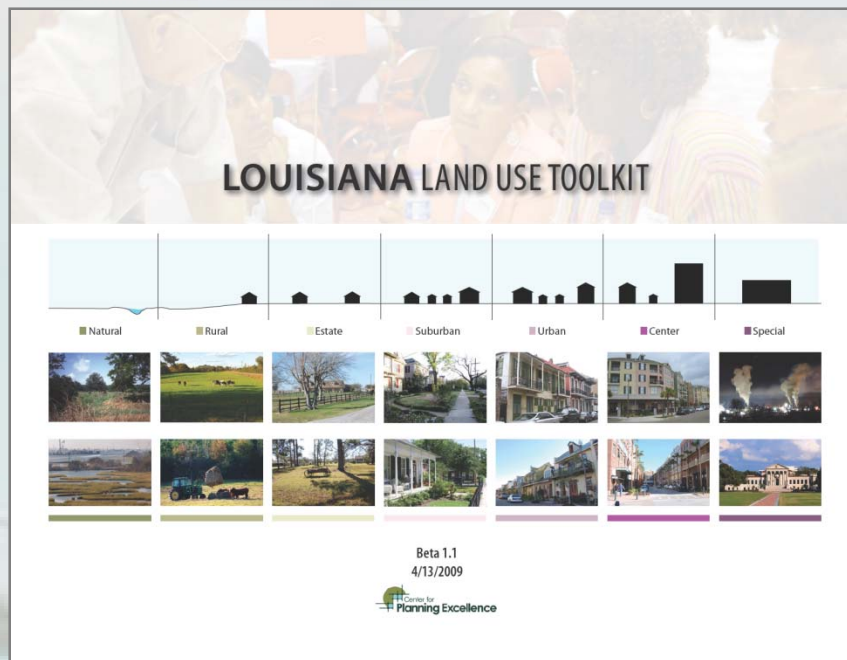 LOUISIANA LAND USE TOOLKIT
Natural Rural Estate Suburban Urban Center Special
Beta 1.1
4/13/2009
Center for
Planning Excellence